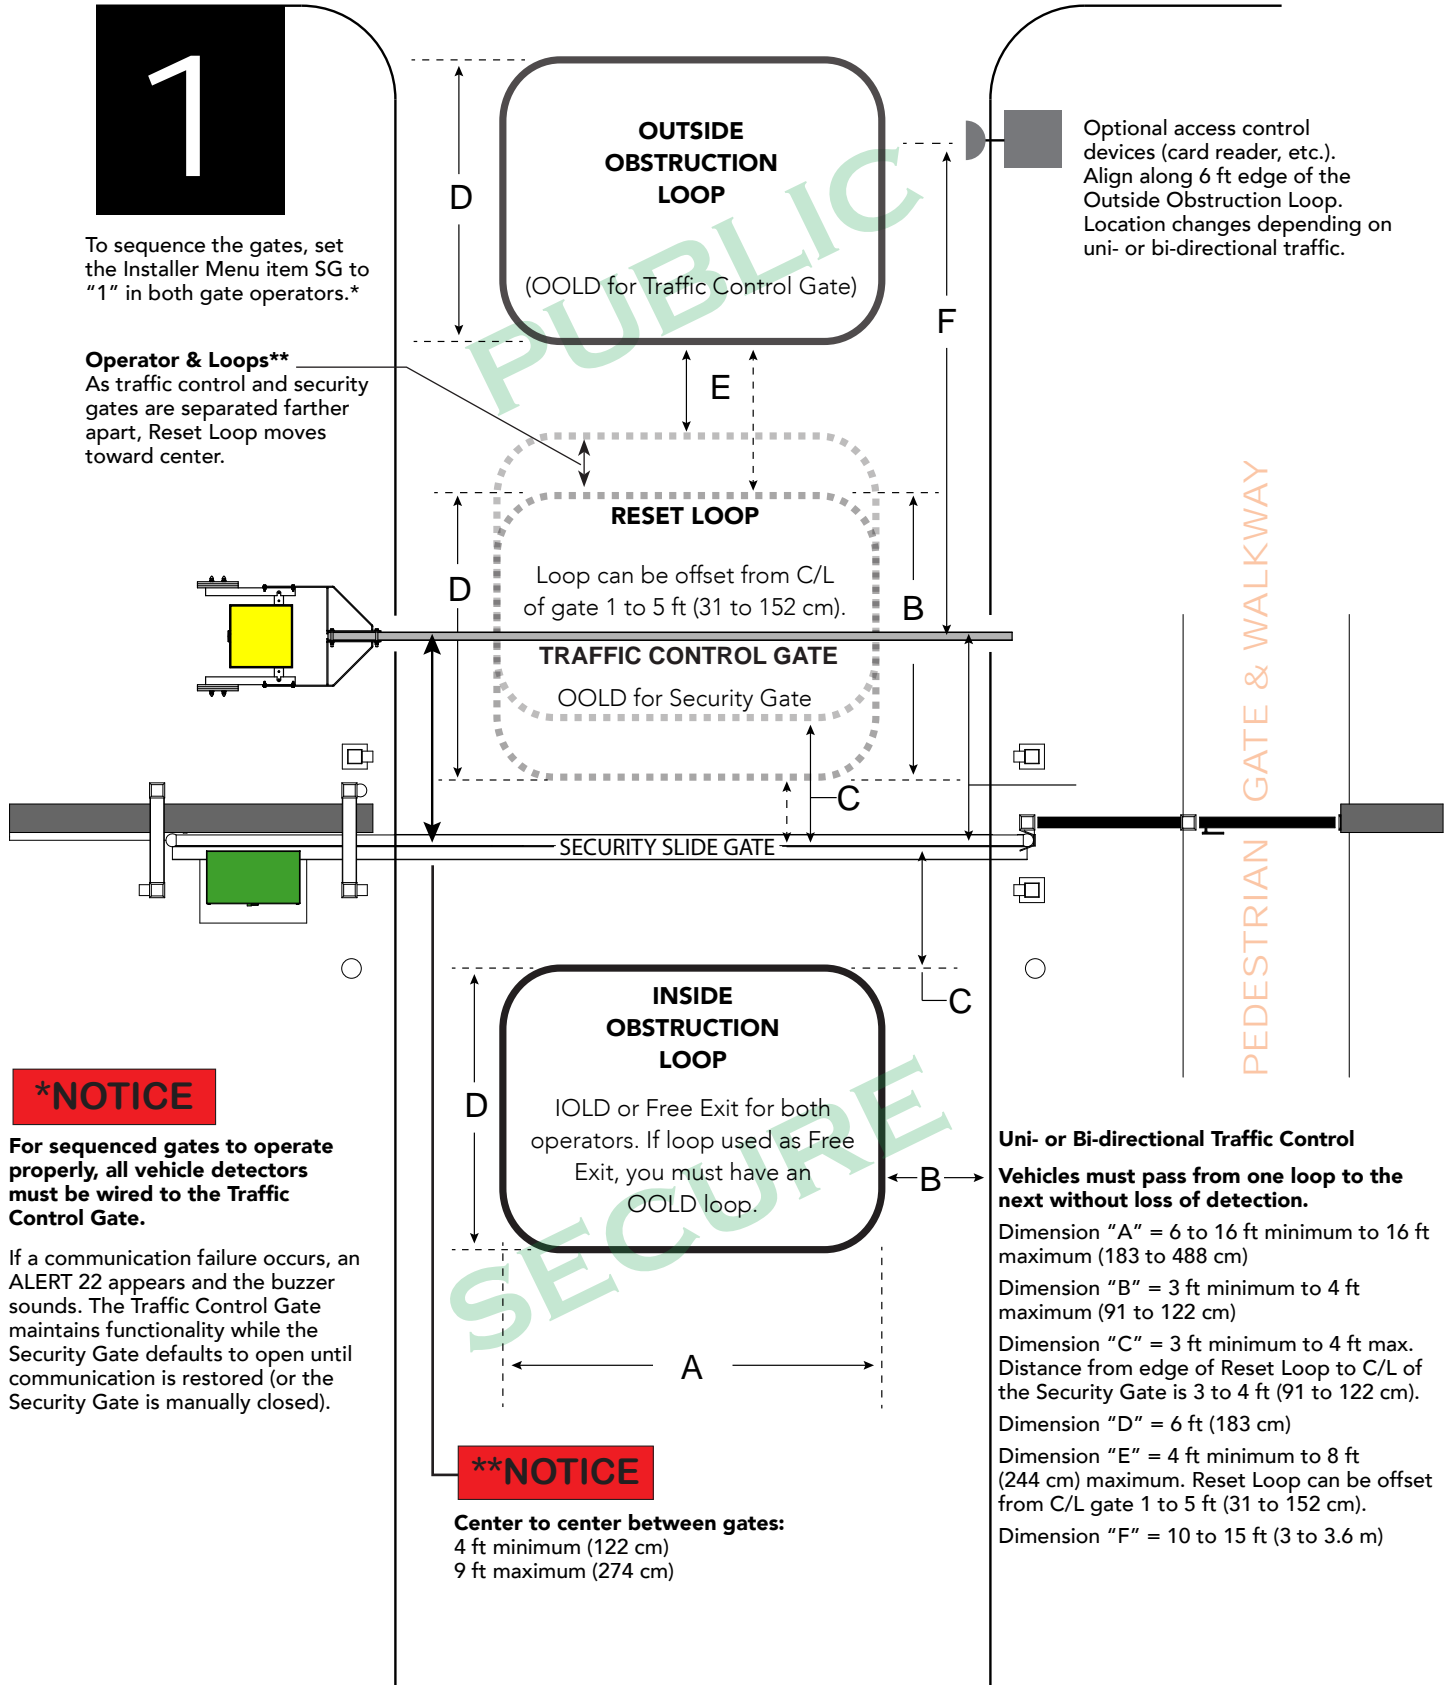 1
To sequence the gates, set
the Installer Menu item SG to
“1” in both gate operators.*
Operator & Loops**
As traffic control and security
gates are separated farther
apart, Reset Loop moves
toward center.
OUTSIDE
OBSTRUCTION
LOOP
(OOLD for Traffic Control Gate)
PUBLIC
D
E
F
Optional access control
devices (card reader, etc.).
Align along 6 ft edge of the
Outside Obstruction Loop.
Location changes depending on
uni- or bi-directional traffic.
RESET LOOP
Loop can be offset from C/L
of gate 1 to 5 ft (31 to 152 cm).
TRAFFIC CONTROL GATE
OOLD for Security Gate
D
B
C
SECURITY SLIDE GATE
PEDESTRIAN GATE & WALKWAY
C
INSIDE
OBSTRUCTION
LOOP
IOLD or Free Exit for both
operators. If loop used as Free
Exit, you must have an
OOLD loop.
SECURE
D
B
A
*NOTICE
For sequenced gates to operate
properly, all vehicle detectors
must be wired to the Traffic
Control Gate.
If a communication failure occurs, an
ALERT 22 appears and the buzzer
sounds. The Traffic Control Gate
maintains functionality while the
Security Gate defaults to open until
communication is restored (or the
Security Gate is manually closed).
**NOTICE
Center to center between gates:
4 ft minimum (122 cm)
9 ft maximum (274 cm)
Uni- or Bi-directional Traffic Control
Vehicles must pass from one loop to the
next without loss of detection.
Dimension “A” = 6 to 16 ft minimum to 16 ft
maximum (183 to 488 cm)
Dimension “B” = 3 ft minimum to 4 ft
maximum (91 to 122 cm)
Dimension “C” = 3 ft minimum to 4 ft max.
Distance from edge of Reset Loop to C/L of
the Security Gate is 3 to 4 ft (91 to 122 cm).
Dimension “D” = 6 ft (183 cm)
Dimension “E” = 4 ft minimum to 8 ft
(244 cm) maximum. Reset Loop can be offset
from C/L gate 1 to 5 ft (31 to 152 cm).
Dimension “F” = 10 to 15 ft (3 to 3.6 m)